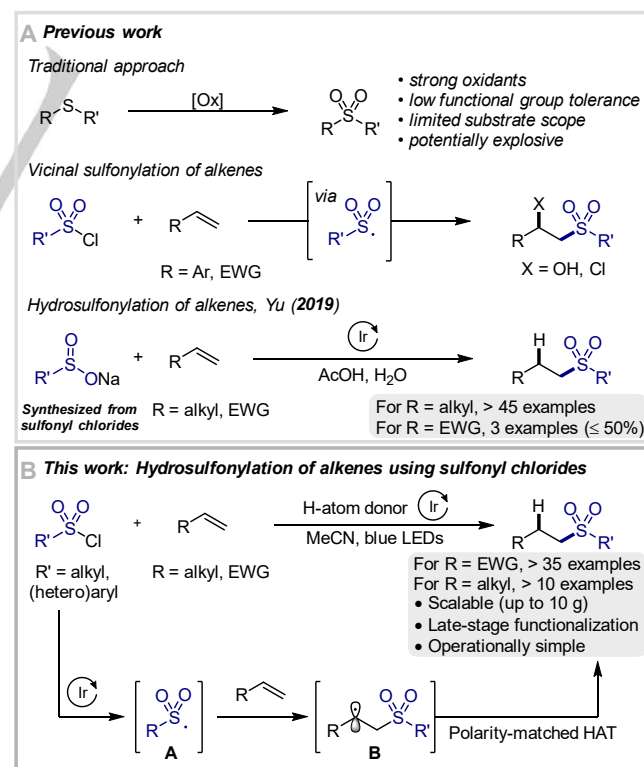 A Previous work
Traditional approach
R S R'
[Ox]
O O
R S R'
• strong oxidants
• low functional group tolerance
• limited substrate scope
• potentially explosive
Vicinal sulfonylation of alkenes
O O
R' S Cl
+
R
R = Ar, EWG
via
O O
R' S •
X
R
O O
S R'
X = OH, Cl
Hydrosulfonylation of alkenes, Yu (2019)
O
R' S ONa
Synthesized from
sulfonyl chlorides
+
R
R = alkyl, EWG
Ir
AcOH, H2O
H
R
O O
S R'
For R = alkyl, > 45 examples
For R = EWG, 3 examples (≤ 50%)
B This work: Hydrosulfonylation of alkenes using sulfonyl chlorides
O O
R' S Cl
R' = alkyl,
(hetero)aryl
+
R
R = alkyl, EWG
H-atom donor Ir
MeCN, blue LEDs
H
R
O O
S R'
For R = EWG, > 35 examples
For R = alkyl, > 10 examples
• Scalable (up to 10 g)
• Late-stage functionalization
• Operationally simple
Ir
O O
R S •
A
R
O O
R S R'
B
Polarity-matched HAT